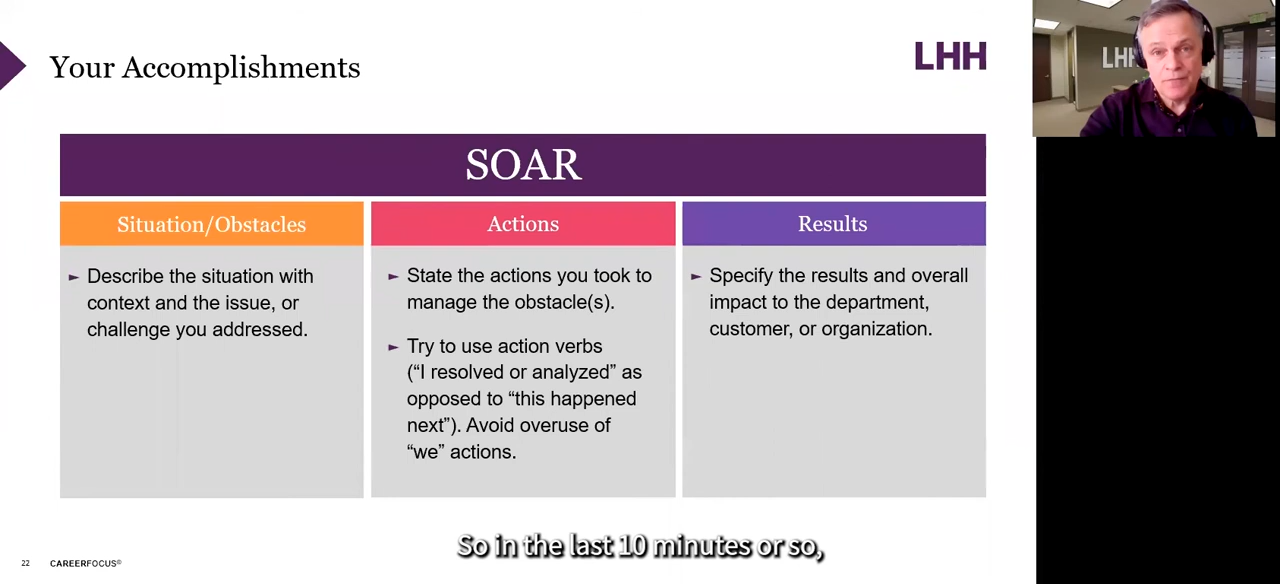 Your Accomplishments
LHH
LHH
SOAR
Situation/Obstacles
Actions
Results
► Describe the situation with
context and the issue, or
challenge you addressed.
► State the actions you took to
manage the obstacle(s).
► Try to use action verbs
(“I resolved or analyzed” as
opposed to “this happened
next”). Avoid overuse of
“we” actions.
► Specify the results and overall
impact to the department,
customer, or organization.
So in the last 10 minutes or so,
22 CAREERFOCUS®